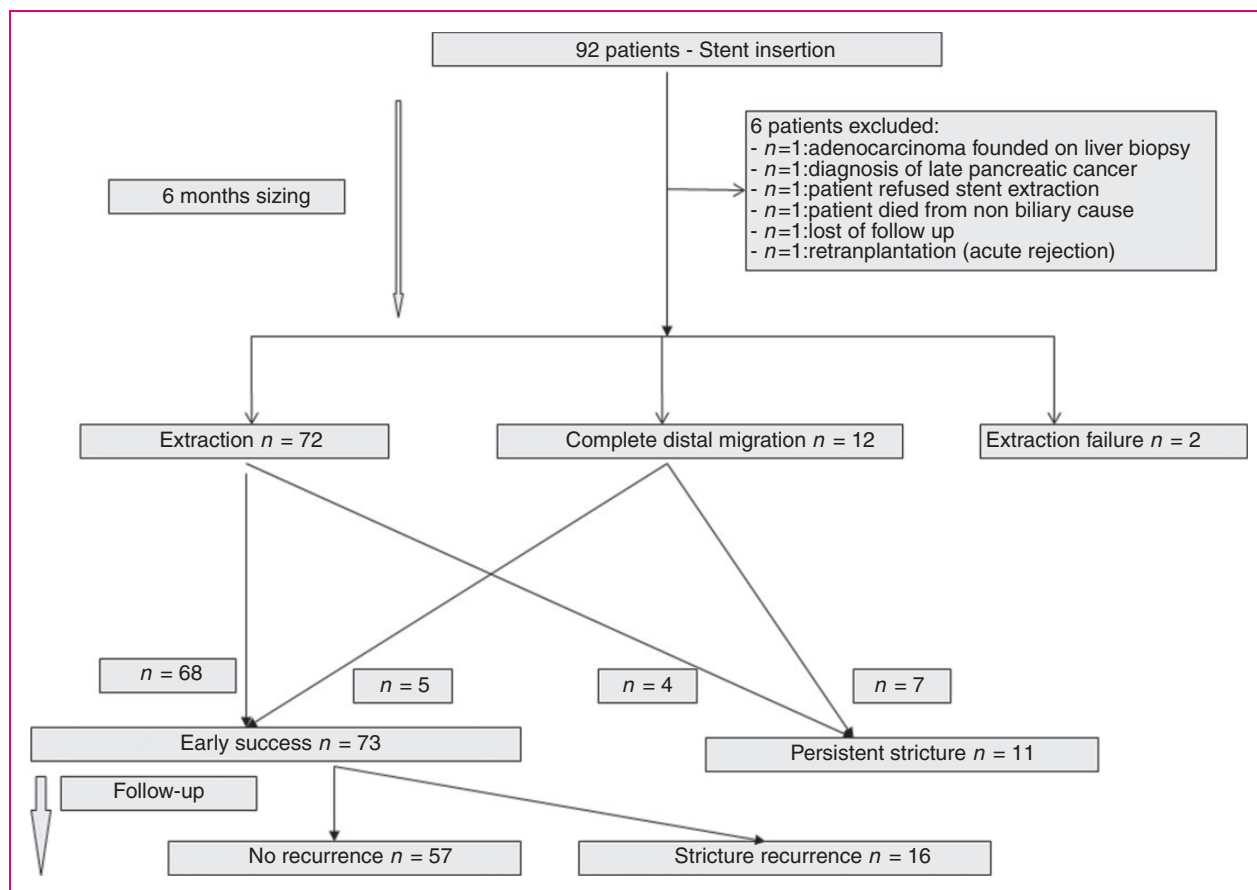 92 patients - Stent insertion
6 patients excluded:
- n=1:adenocarcinoma founded on liver biopsy
- n=1:diagnosis of late pancreatic cancer
- n=1:patient refused stent extraction
- n=1:patient died from non biliary cause
- n=1:lost of follow up
- n=1:retranplantation (acute rejection)
6 months sizing
Extraction n = 72
Complete distal migration n = 12
Extraction failure n = 2
n = 68
n = 5
n = 4
n = 7
Early success n = 73
Persistent stricture n = 11
Follow-up
No recurrence n = 57
Stricture recurrence n = 16